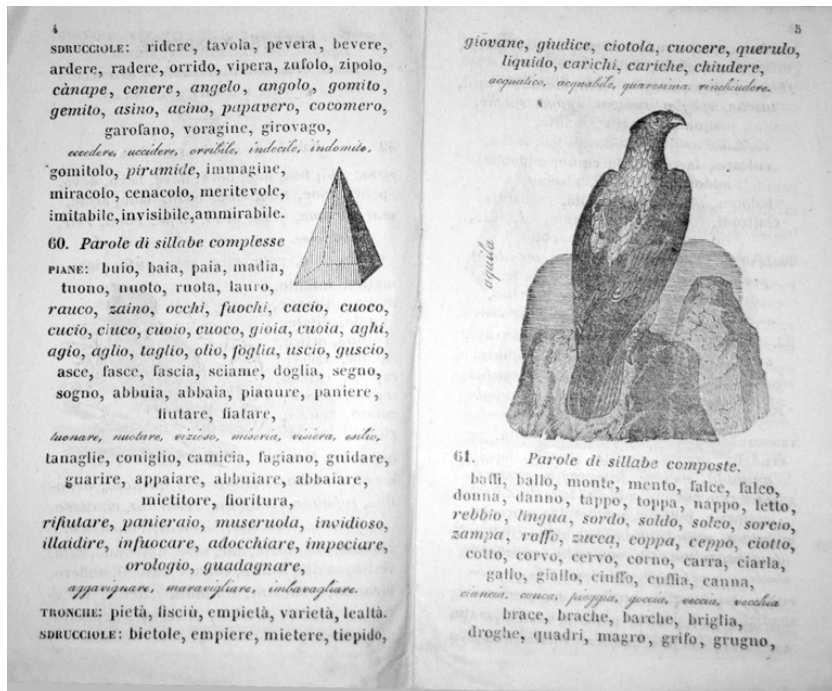 4
SDRUCCIOLE: ridere, tavola, pevera, bevere,
ardere, radere, orrido, vipera, zufolo, zipolo,
cànape, cenere, angelo, angolo, gomito,
gemito, asino, acino, papavero, cocomero,
garofano, voragine, girovago,
eccedere, uccidere, orribile, indocile, indomito,
gomitolo, piramide, immagine,
miracolo, cenacolo, meritevole,
imitabile, invisibile, ammirabile.
60. Parole di sillabe complesse
PIANE: buio, baia, paia, madia,
tuono, nuoto, ruota, lauro,
rauco, zaino, occhi, fuochi, cacio, cuoco,
cucio, ciuco, cuoio, cuoco, gioia, cuoia, aghi,
agio, aglio, taglio, olio, foglia, uscio, guscio,
asce, fasce, fascia, sciame, doglia, segno,
sogno, abbuia, abbaia, pianure, paniere,
fiutare, fiatare,
tuonare, nuotare, vizioso, miseria, visiera, esilio,
tanaglie, coniglio, camicia, fagiano, guidare,
guarire, appaiare, abbuiare, abbaiare,
mietitore, fioritura,
rifiutare, panieraio, museruola, invidioso,
illaidire, infuocare, adocchiare, impeciare,
orologio, guadagnare,
aggavignare, maravigliare, imbavagliare.
TRONCHE: pietà, fisciù, empietà, varietà, lealtà.
SDRUCCIOLE: bietole, empiere, mietere, tiepido,
5
giovane, giudice, ciotola, cuocere, querulo,
liquido, carichi, cariche, chiudere,
acquatico, acquabile, quaresima, rinchiudere.
aquila
61. Parole di sillabe composte.
baffi, ballo, monte, mento, falce, falco,
donna, danno, tappo, toppa, nappo, letto,
rebbio, lingua, sordo, soldo, solco, sorcio,
zampa, raffo, zucca, coppa, ceppo, ciotto,
cotto, corvo, cervo, corno, carra, ciarla,
gallo, giallo, ciuffo, cuffia, canna,
ciancia, conca, pioggia, goccia, veccia, vecchia
brace, brache, barche, briglia,
droghe, quadri, magro, grifo, grugno,